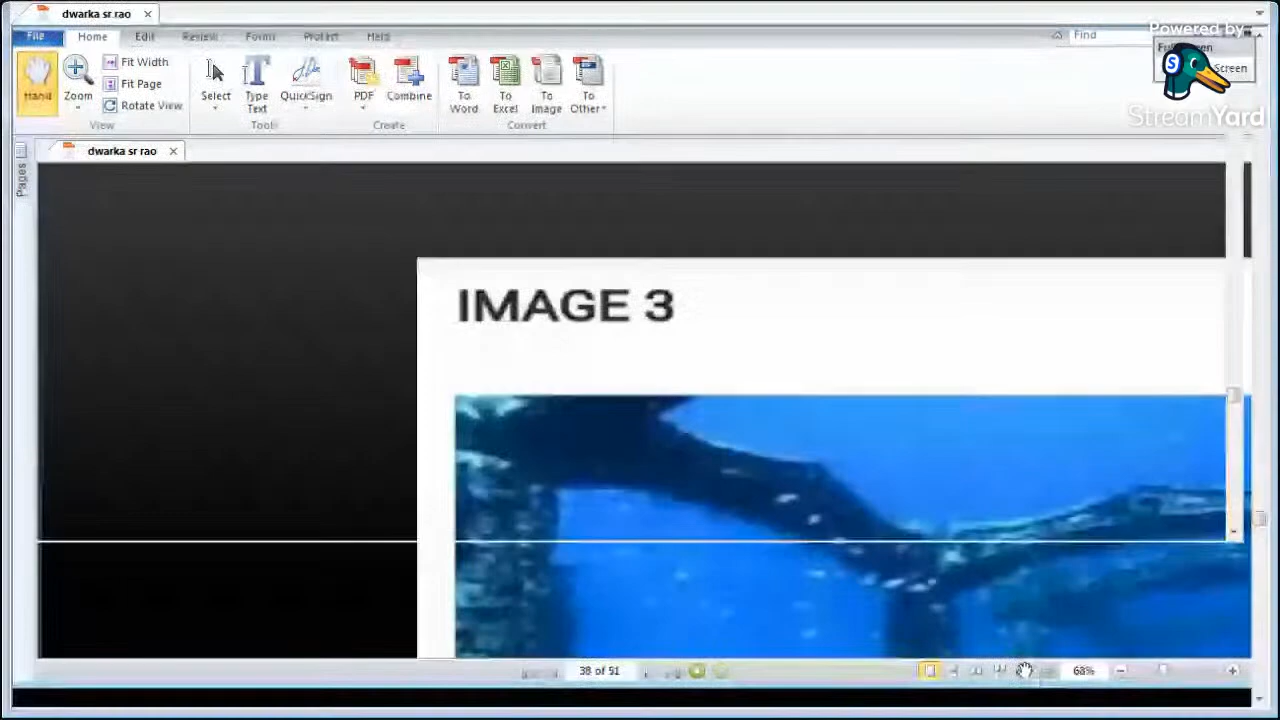 dwarka sr rao
File Home Edit Review Forms Protect Help
Find
Powered by
StreamYard
Screen
Hand
Zoom
Fit Width
Fit Page
Rotate View
View
Select
Type Text
QuickSign
Tools
PDF
Combine
Create
To Word
To Excel
To Image
To Other
Convert
Pages
dwarka sr rao
IMAGE 3
38 of 51
68%